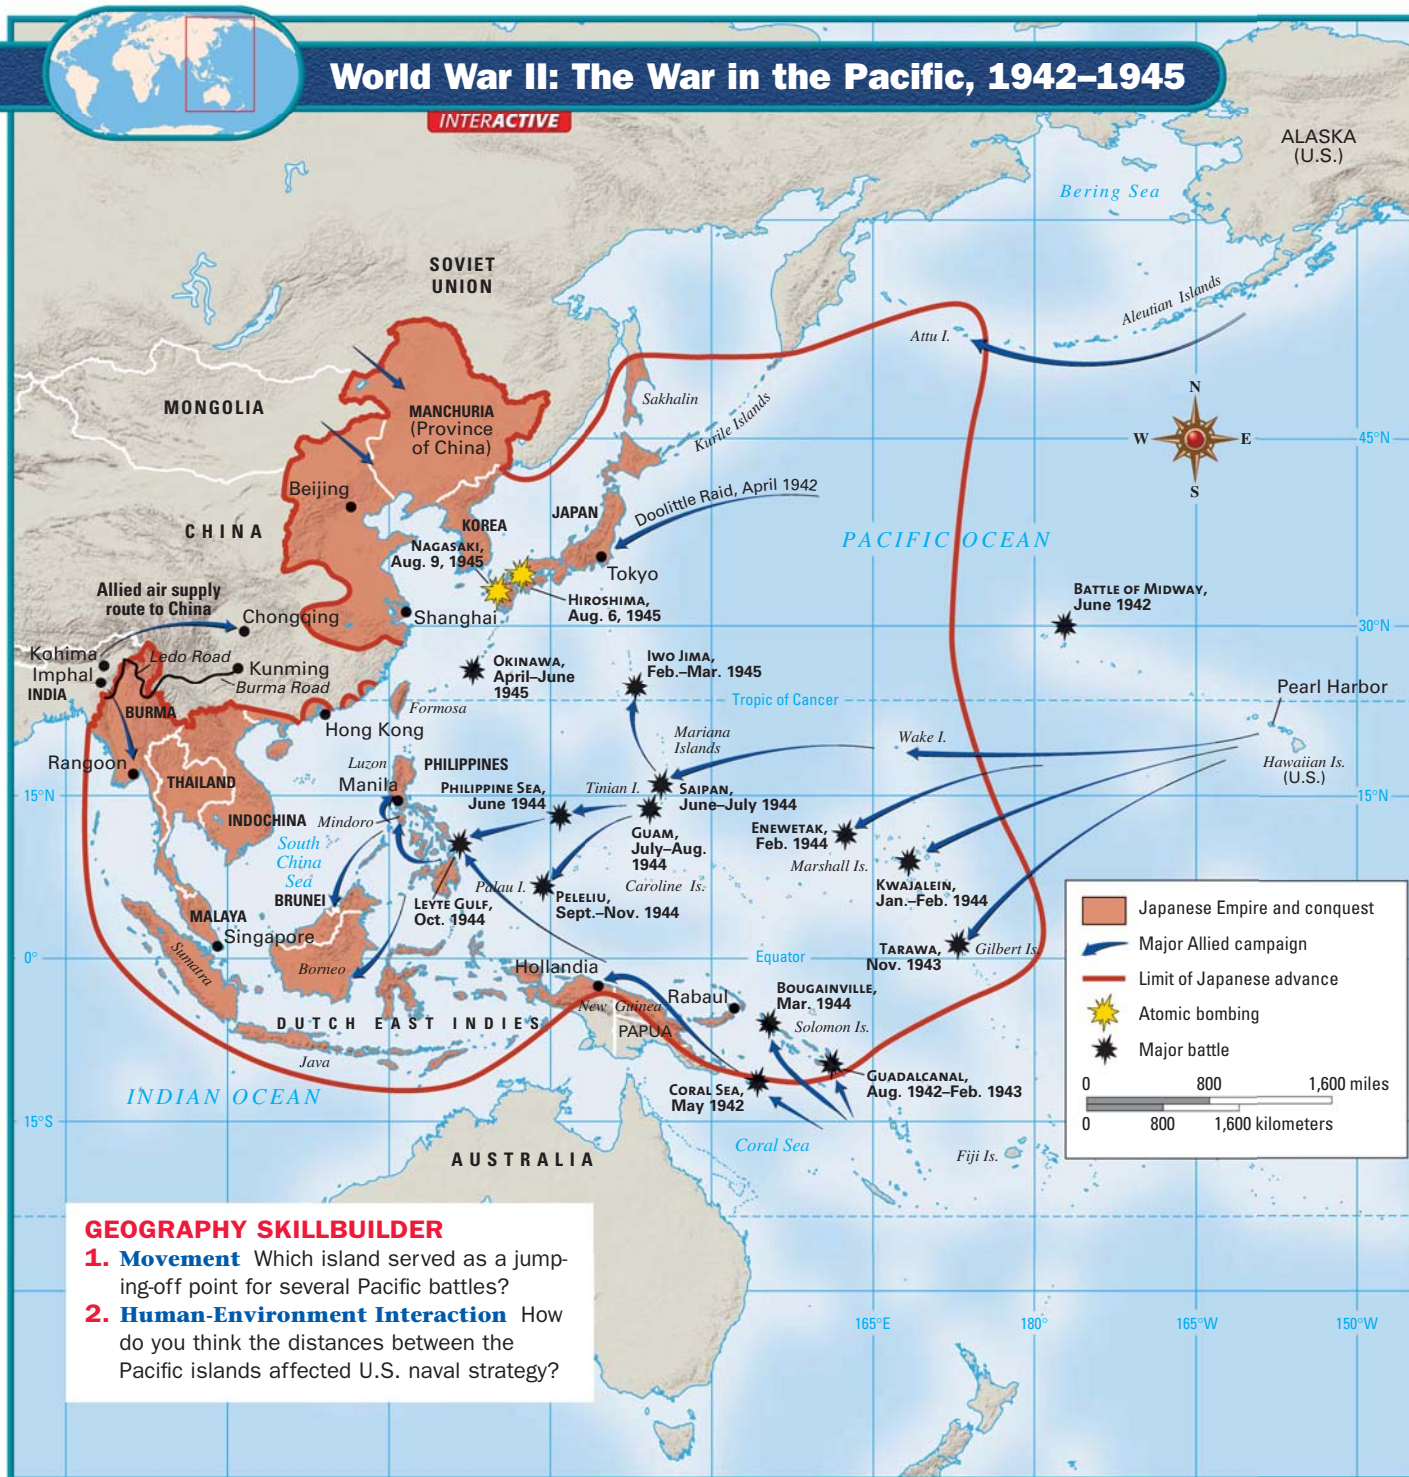 World War II: The War in the Pacific, 1942–1945
INTERACTIVE
ALASKA
(U.S.)
Bering Sea
SOVIET
UNION
Aleutian Islands
Attu I.
N
W
E
S
MONGOLIA
MANCHURIA
(Province
of China)
Sakhalin
Kurile Islands
45°N
Beijing
CHINA
KOREA
JAPAN
Doolittle Raid, April 1942
PACIFIC OCEAN
NAGASAKI,
Aug. 9, 1945
Tokyo
HIROSHIMA,
Aug. 6, 1945
BATTLE OF MIDWAY,
June 1942
Allied air supply
route to China
Chongqing
Shanghai
30°N
Kohima
Imphal
INDIA
Ledo Road
Kunming
Burma Road
BURMA
OKINAWA,
April–June
1945
IWO JIMA,
Feb.–Mar. 1945
Tropic of Cancer
Pearl Harbor
Formosa
Hong Kong
Mariana
Islands
Wake I.
Hawaiian Is.
(U.S.)
Rangoon
THAILAND
Luzon
Manila
PHILIPPINES
PHILIPPINE SEA,
June 1944
Tinian I.
SAIPAN,
June–July 1944
15°N
15°N
INDOCHINA
Mindoro
GUAM,
July–Aug.
1944
ENEWETAK,
Feb. 1944
Marshall Is.
South
China
Sea
BRUNEI
LEYTE GULF,
Oct. 1944
Palau I.
PELELIU,
Sept.–Nov. 1944
Caroline Is.
KWAJALEIN,
Jan.–Feb. 1944
MALAYA
Singapore
Sumatra
Borneo
0°
Equator
TARAWA,
Nov. 1943
Gilbert Is.
Hollandia
New Guinea
PAPUA
Rabaul
BOUGAINVILLE,
Mar. 1944
Solomon Is.
DUTCH EAST INDIES
Java
INDIAN OCEAN
CORAL SEA,
May 1942
GUADALCANAL,
Aug. 1942–Feb. 1943
15°S
Coral Sea
Fiji Is.
AUSTRALIA
Japanese Empire and conquest
Major Allied campaign
Limit of Japanese advance
Atomic bombing
Major battle
0 800 1,600 miles
0 800 1,600 kilometers
GEOGRAPHY SKILLBUILDER
1. Movement Which island served as a jump-
ing-off point for several Pacific battles?
2. Human-Environment Interaction How
do you think the distances between the
Pacific islands affected U.S. naval strategy?
165°E
180°
165°W
150°W